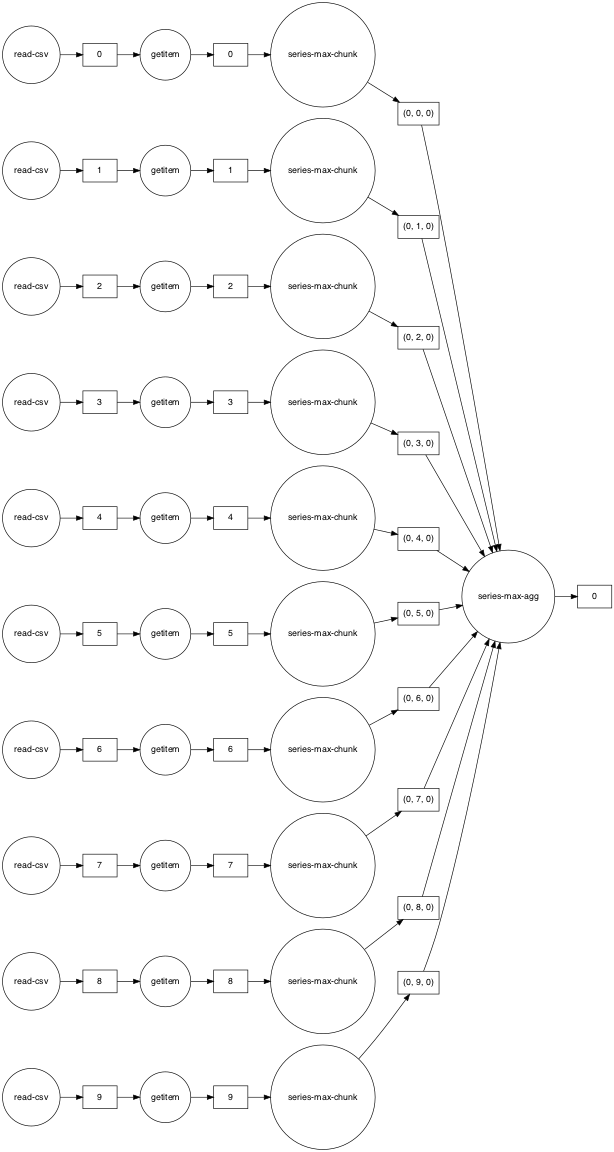 read-csv 0 getitem 0 series-max-chunk
(0, 0, 0)
read-csv 1 getitem 1 series-max-chunk
(0, 1, 0)
read-csv 2 getitem 2 series-max-chunk
(0, 2, 0)
read-csv 3 getitem 3 series-max-chunk
(0, 3, 0)
read-csv 4 getitem 4 series-max-chunk
(0, 4, 0)
series-max-agg 0
(0, 5, 0)
read-csv 5 getitem 5 series-max-chunk
(0, 6, 0)
read-csv 6 getitem 6 series-max-chunk
(0, 7, 0)
read-csv 7 getitem 7 series-max-chunk
(0, 8, 0)
read-csv 8 getitem 8 series-max-chunk
(0, 9, 0)
read-csv 9 getitem 9 series-max-chunk